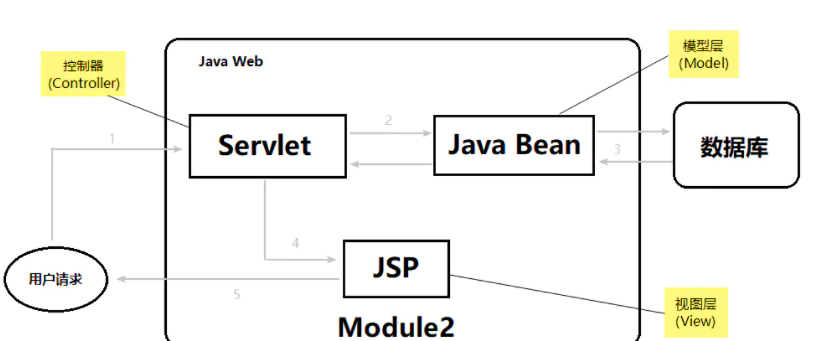 Java Web
控制器
(Controller)
模型层
(Model)
1
Servlet
2
Java Bean
3
数据库
4
用户请求
JSP
5
视图层
(View)
Module2